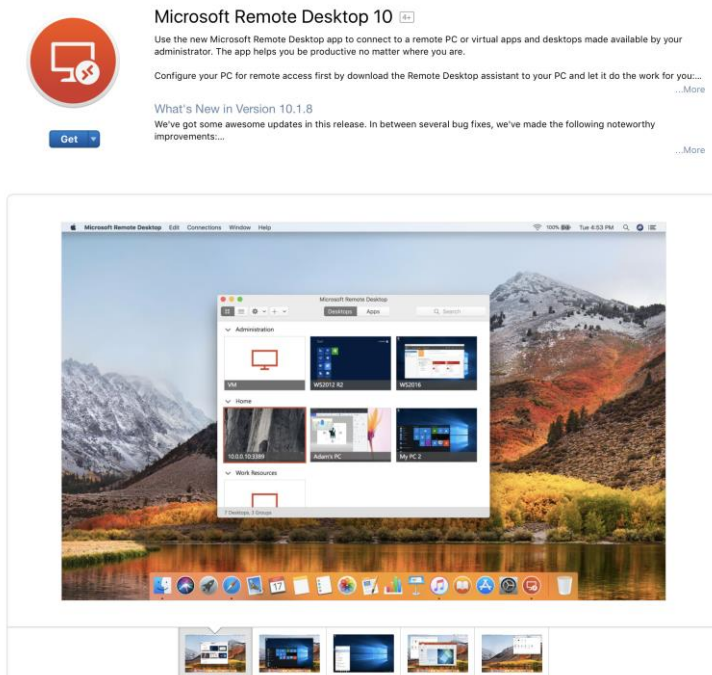 Microsoft Remote Desktop 10 4+
Use the new Microsoft Remote Desktop app to connect to a remote PC or virtual apps and desktops made available by your
administrator. The app helps you be productive no matter where you are.
Configure your PC for remote access first by download the Remote Desktop assistant to your PC and let it do the work for you:...
...More
Get
What's New in Version 10.1.8
We've got some awesome updates in this release. In between several bug fixes, we've made the following noteworthy
improvements:...
...More
Microsoft Remote Desktop Edit Connections Window Help 100% Tue 4:53 PM
Microsoft Remote Desktop
Desktops Apps Search
Administration
VM WS2012 R2 WS2016
Home
10.0.0.10:3389 Adam's PC My PC 2
Work Resources
7 Desktops, 3 Groups
17